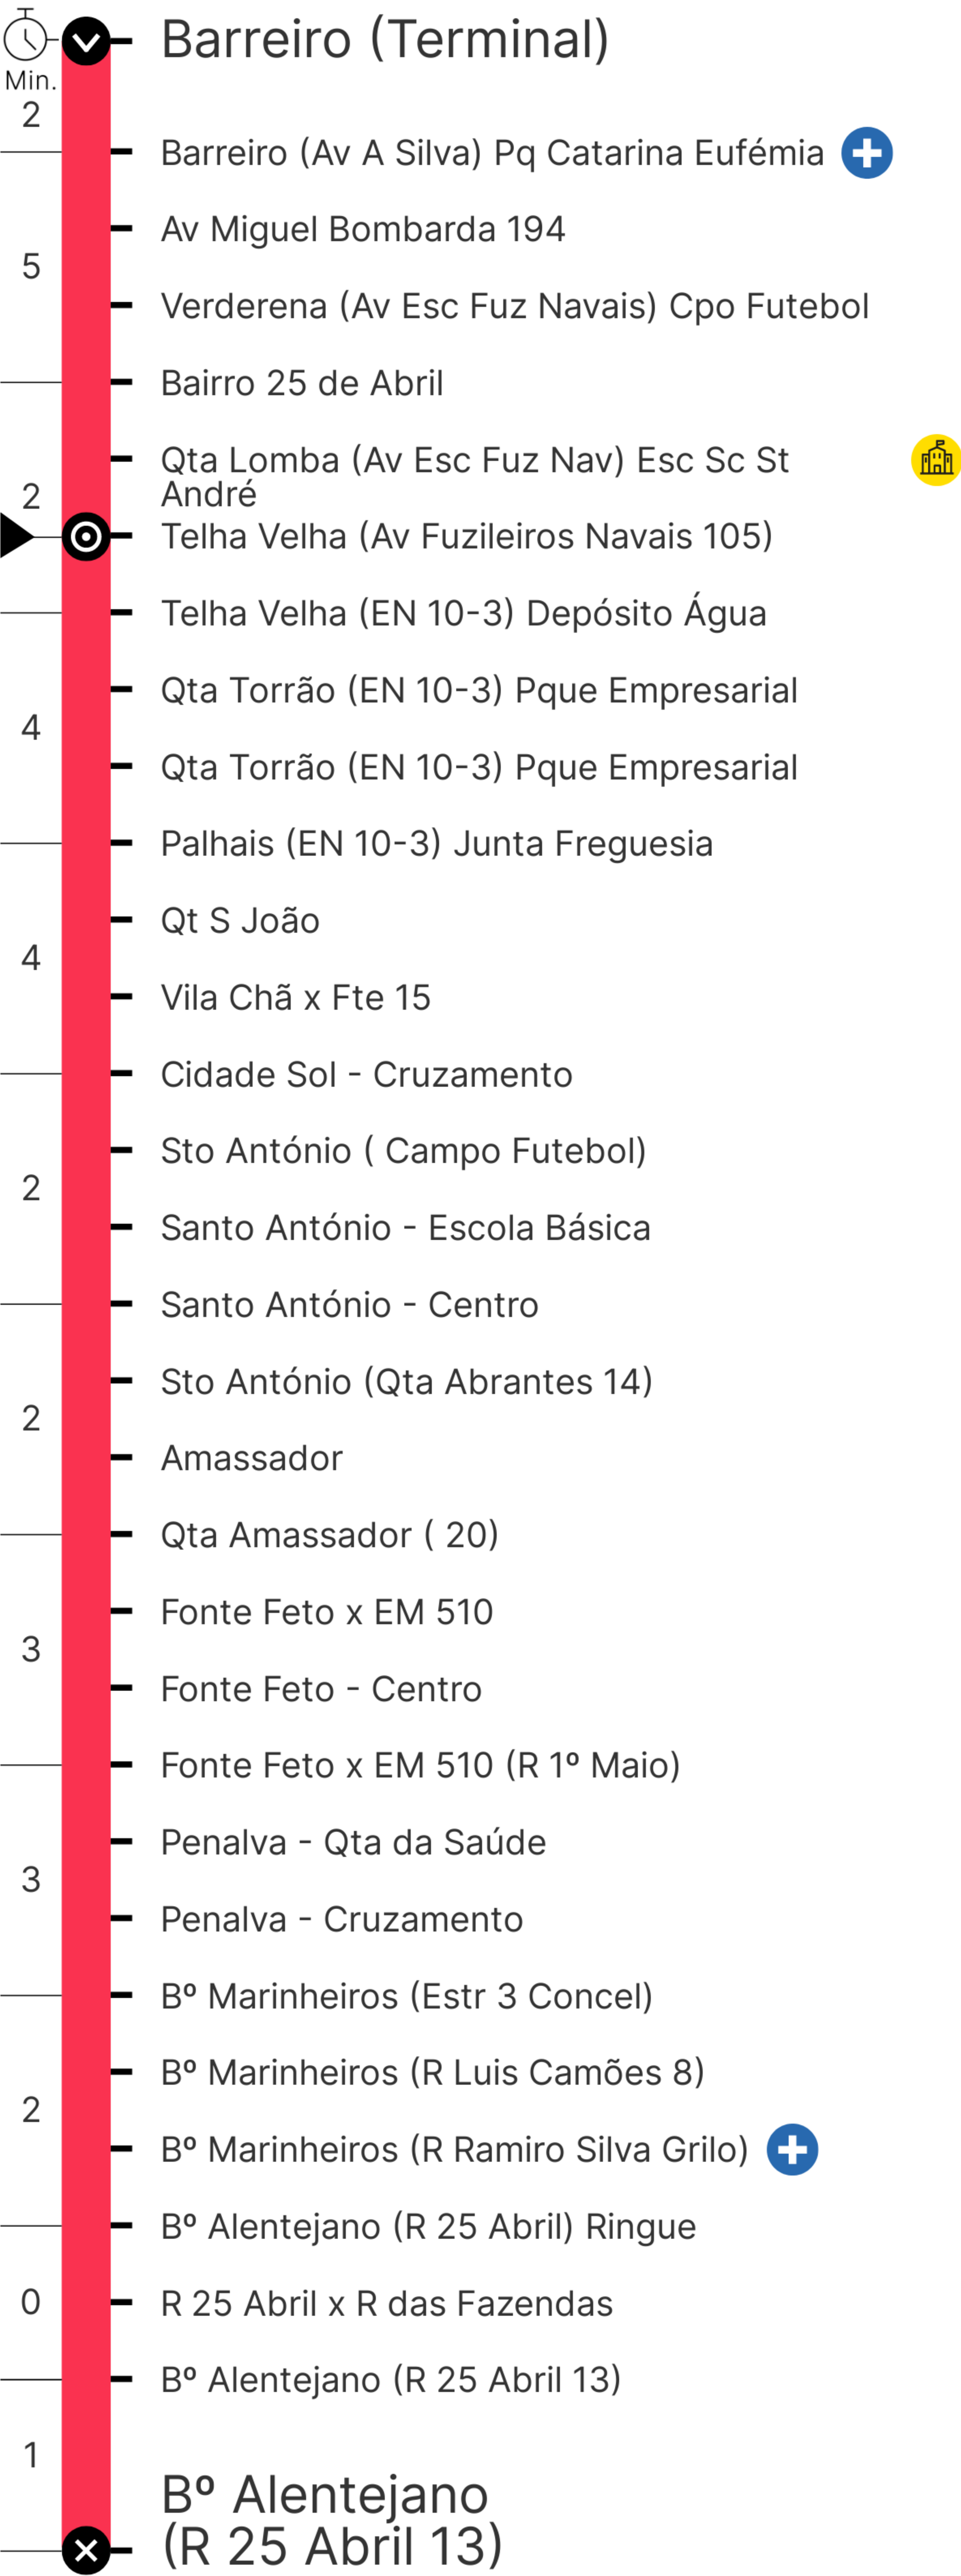 Barreiro (Terminal)
Min.
2
Barreiro (Av A Silva) Pq Catarina Eufémia
Av Miguel Bombarda 194
5
Verderena (Av Esc Fuz Navais) Cpo Futebol
Bairro 25 de Abril
Qta Lomba (Av Esc Fuz Nav) Esc Sc St
André
2
Telha Velha (Av Fuzileiros Navais 105)
Telha Velha (EN 10-3) Depósito Água
Qta Torrão (EN 10-3) Pque Empresarial
4
Qta Torrão (EN 10-3) Pque Empresarial
Palhais (EN 10-3) Junta Freguesia
Qt S João
4
Vila Chã x Fte 15
Cidade Sol - Cruzamento
Sto António ( Campo Futebol)
2
Santo António - Escola Básica
Santo António - Centro
Sto António (Qta Abrantes 14)
2
Amassador
Qta Amassador ( 20)
Fonte Feto x EM 510
3
Fonte Feto - Centro
Fonte Feto x EM 510 (R 1º Maio)
Penalva - Qta da Saúde
3
Penalva - Cruzamento
Bº Marinheiros (Estr 3 Concel)
Bº Marinheiros (R Luis Camões 8)
2
Bº Marinheiros (R Ramiro Silva Grilo)
Bº Alentejano (R 25 Abril) Ringue
0
R 25 Abril x R das Fazendas
Bº Alentejano (R 25 Abril 13)
1
Bº Alentejano
(R 25 Abril 13)